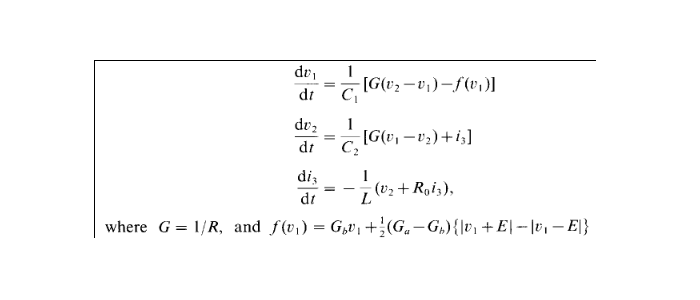 dv₁/dt = 1/C₁ [G(v₂−v₁)−f(v₁)]
dv₂/dt = 1/C₂ [G(v₁−v₂)+i₃]
di₃/dt = − 1/L (v₂+R₀i₃),
where G = 1/R, and f(v₁) = G_b v₁ + ½(G_a−G_b){|v₁+E|−|v₁−E|}